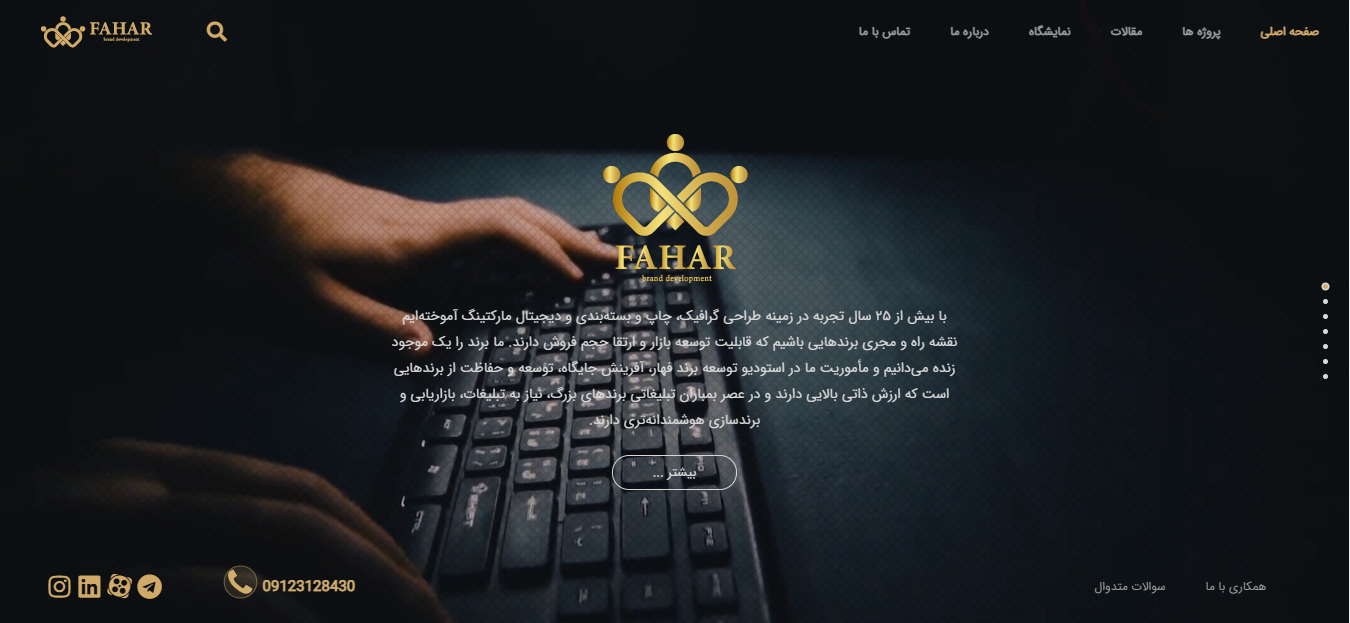 FAHAR
brand development
صفحه اصلی
پروژه ها
مقالات
نمایشگاه
درباره ما
تماس با ما
FAHAR
brand development
با بیش از ۲۵ سال تجربه در زمینه طراحی گرافیک، چاپ و بسته‌بندی و دیجیتال مارکتینگ آموخته‌ایم
نقشه راه و مجری برندهایی باشیم که قابلیت توسعه بازار و ارتقا حجم فروش دارند. ما برند را یک موجود
زنده می‌دانیم و مأموریت ما در استودیو توسعه برند فهار، آفرینش جایگاه، توسعه و حفاظت از برندهایی
است که ارزش ذاتی بالایی دارند و در عصر بمباران تبلیغاتی برندهای بزرگ، نیاز به تبلیغات، بازاریابی و
برندسازی هوشمندانه‌تری دارند.
بیشتر ...
همکاری با ما
سوالات متدوال
09123128430